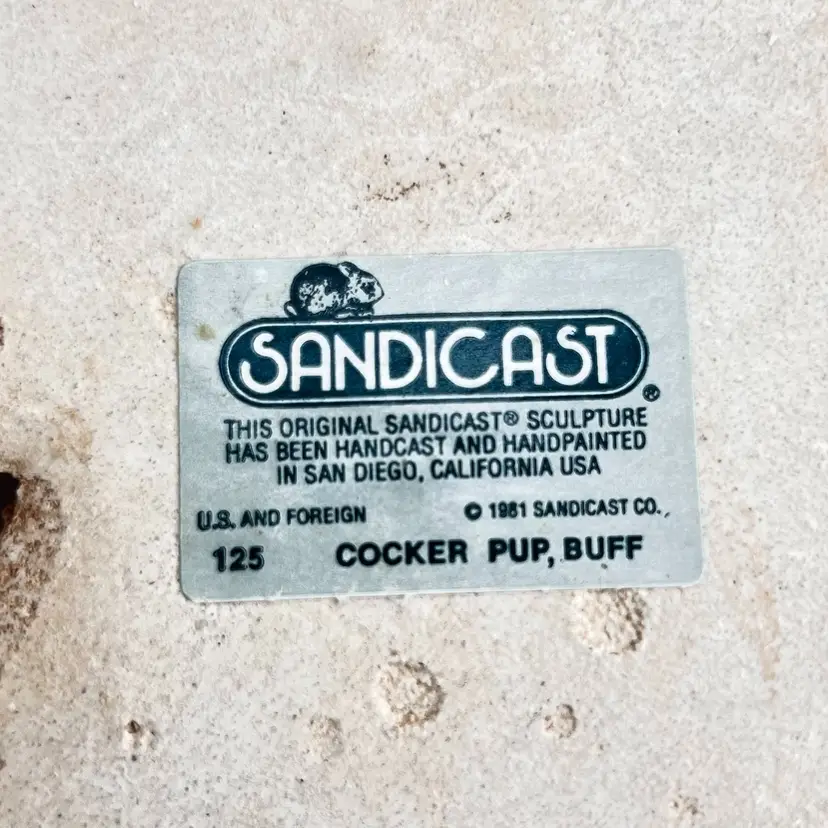 SANDICAST®
THIS ORIGINAL SANDICAST® SCULPTURE
HAS BEEN HANDCAST AND HANDPAINTED
IN SAN DIEGO, CALIFORNIA USA
U.S. AND FOREIGN © 1981 SANDICAST CO.,
125 COCKER PUP, BUFF